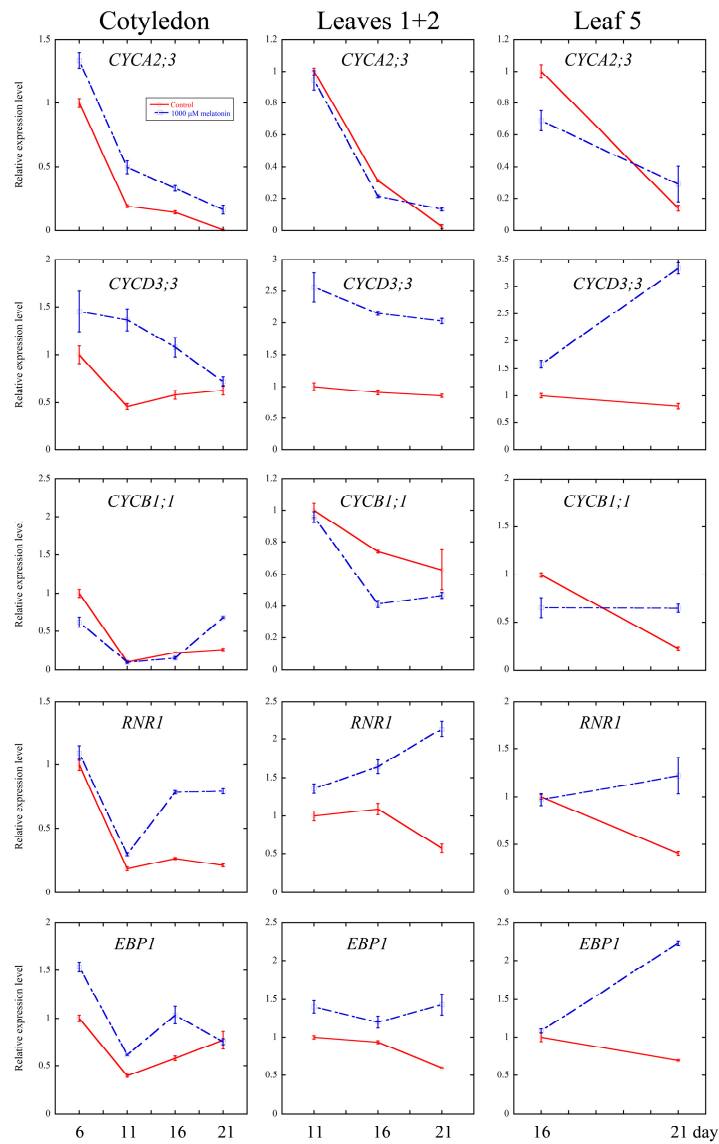 Cotyledon Leaves 1+2 Leaf 5
1.5 1.2 1.2
CYCA2;3 CYCA2;3 CYCA2;3
Relative expression level
1 1 1
Control
1000 µM melatonin
0.8 0.8
0.6 0.6
0.5 0.4 0.4
0.2 0.2
0 0 0
2 3 3.5
CYCD3;3 CYCD3;3 CYCD3;3
Relative expression level
2.5 3
1.5 2 2.5
2
1 1.5 1.5
1 1
0.5 0.5 0.5
0 0 0
2.5 1.2 2
CYCB1;1 CYCB1;1 CYCB1;1
Relative expression leve
2 1 1.5
1.5 0.8
0.6 1
1 0.4
0.5 0.2 0.5
0 0 0
1.5 2.5 2
RNR1 RNR1 RNR1
Relative expression level
2 1.5
1 1.5
1 1
0.5 0.5 0.5
0 0 0
2 2.5 2.5
EBP1 EBP1 EBP1
Relative expression level
1.5 2 2
1.5 1.5
1 1 1
0.5 0.5 0.5
0 0 0
6 11 16 21 11 16 21 16 21 day